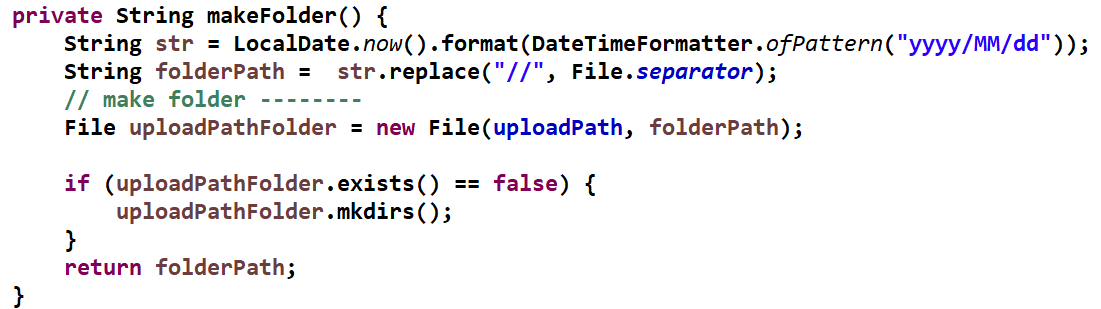 private String makeFolder() {
    String str = LocalDate.now().format(DateTimeFormatter.ofPattern("yyyy/MM/dd"));
    String folderPath =  str.replace("//", File.separator);
    // make folder --------
    File uploadPathFolder = new File(uploadPath, folderPath);

    if (uploadPathFolder.exists() == false) {
        uploadPathFolder.mkdirs();
    }
    return folderPath;
}